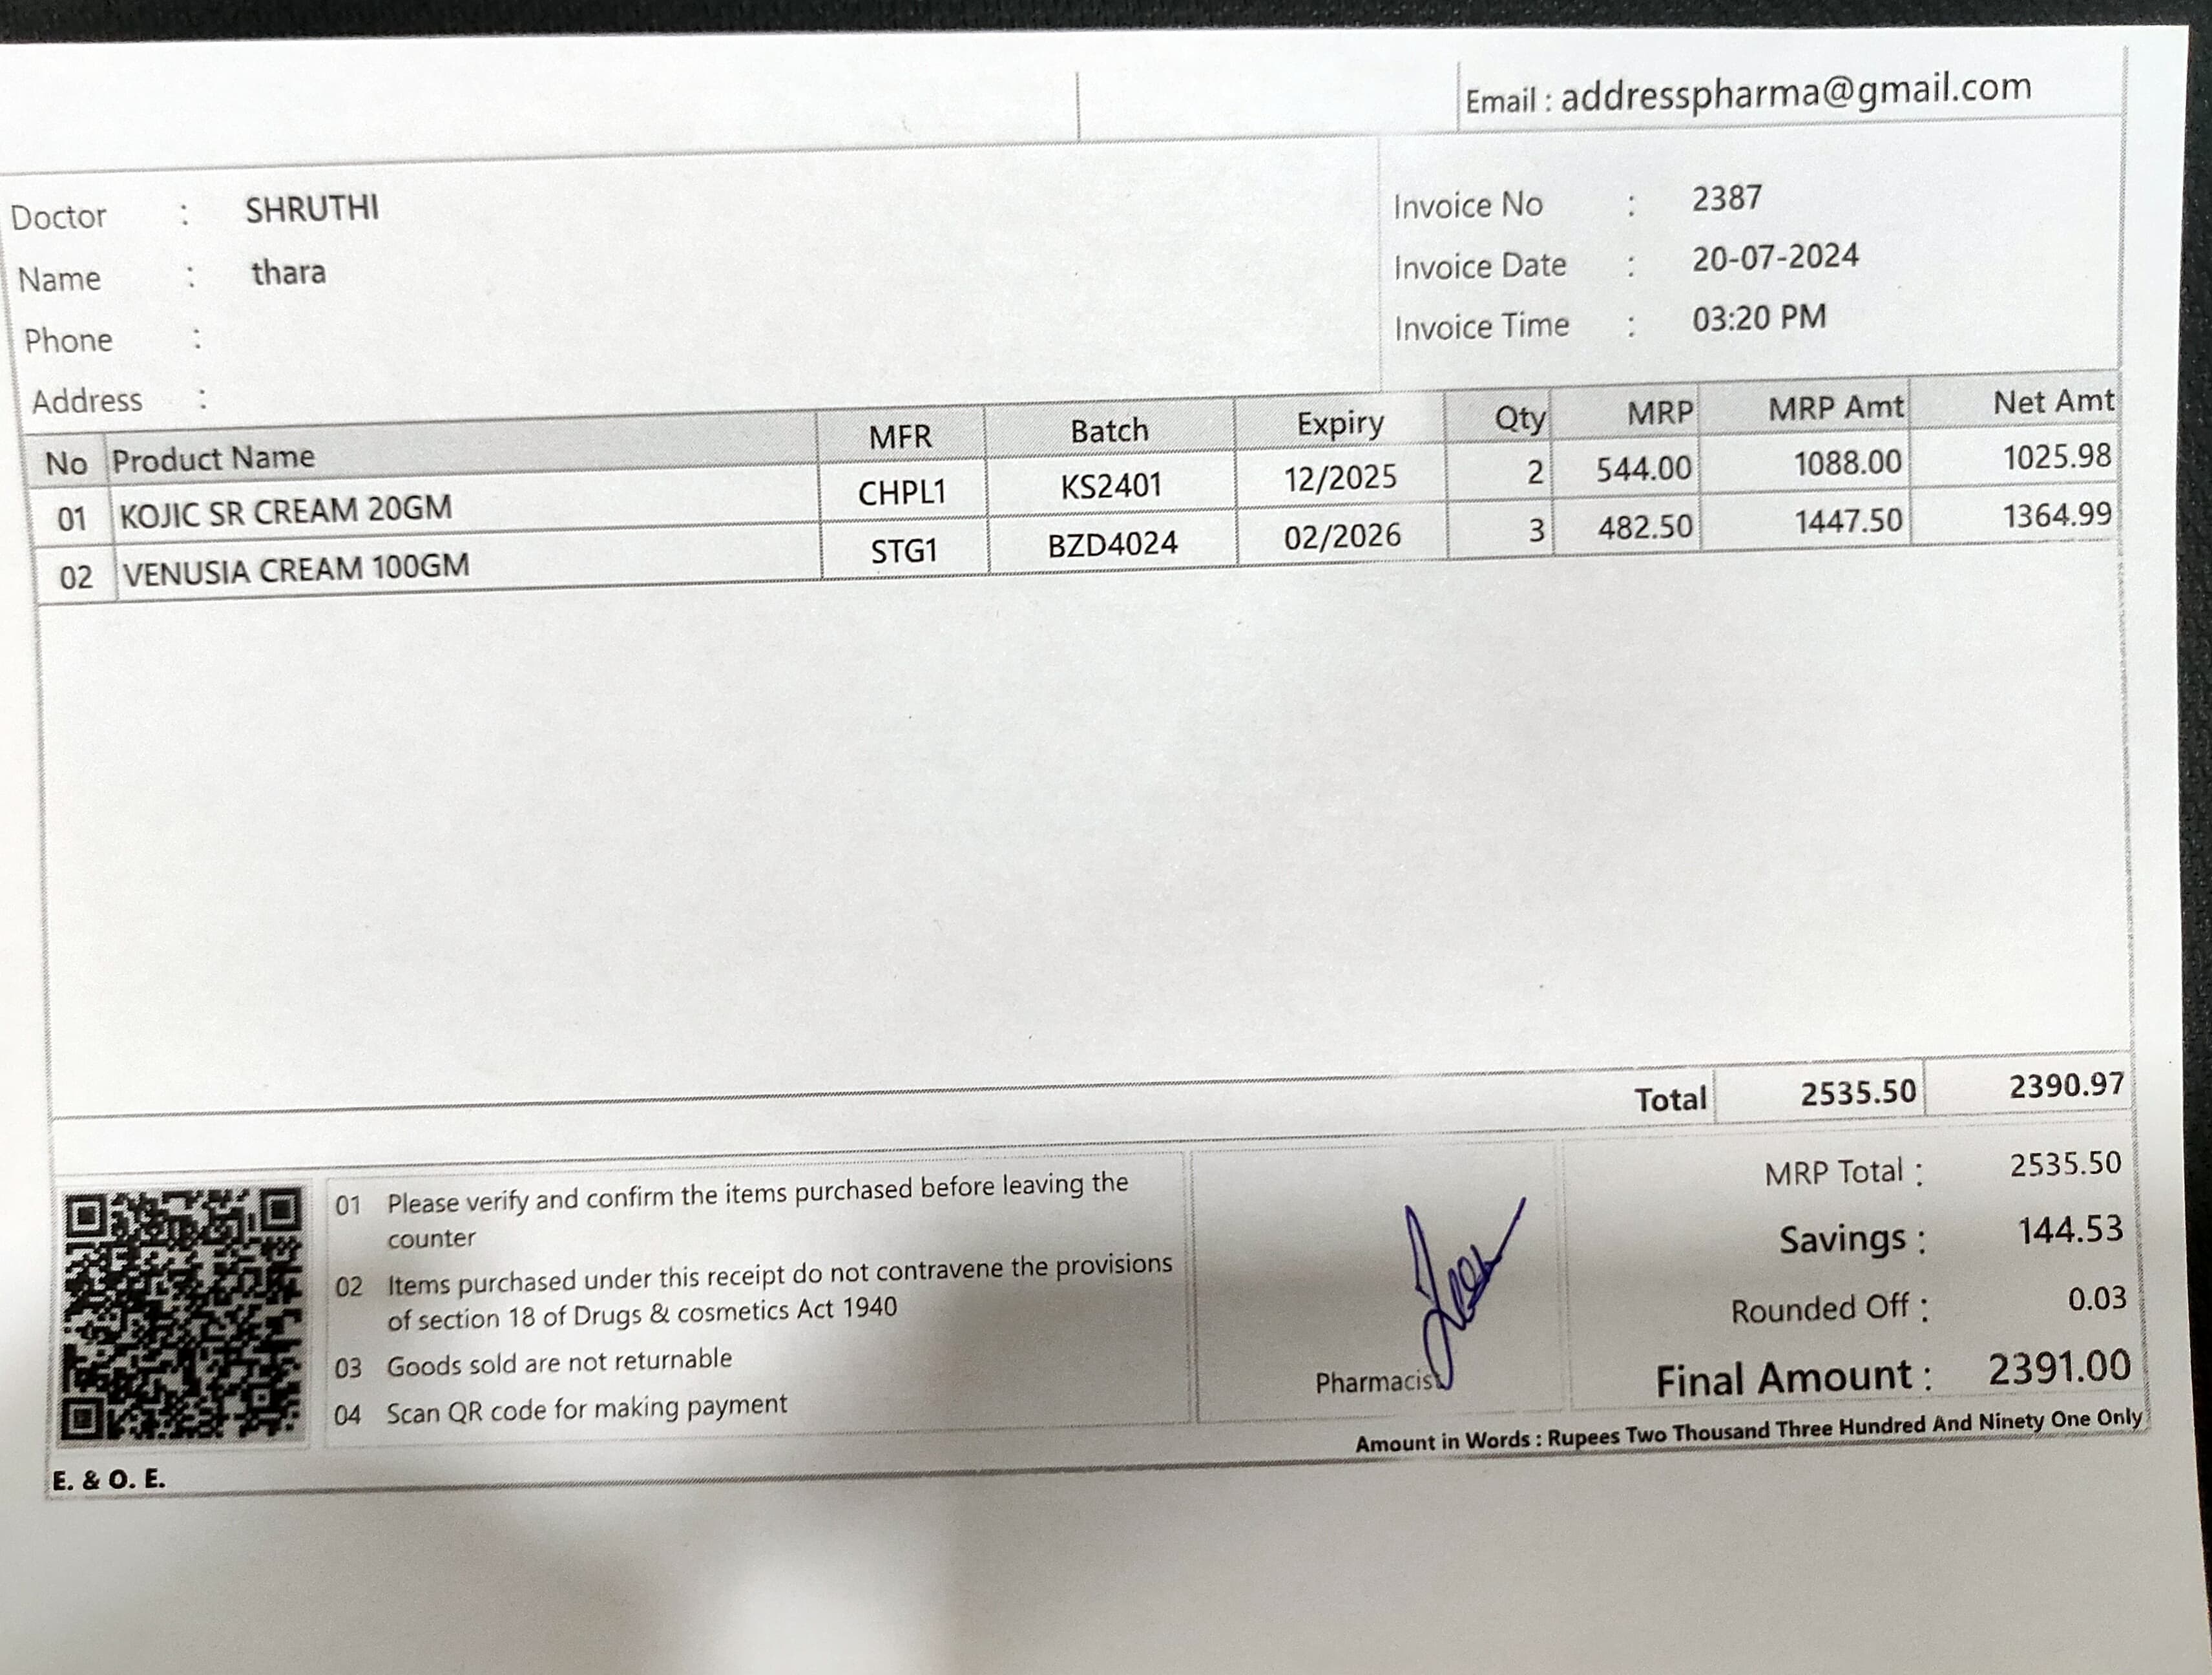 Email : addresspharma@gmail.com
Doctor : SHRUTHI
Name : thara
Phone :
Address :
Invoice No : 2387
Invoice Date : 20-07-2024
Invoice Time : 03:20 PM
No Product Name MFR Batch Expiry Qty MRP MRP Amt Net Amt
01 KOJIC SR CREAM 20GM CHPL1 KS2401 12/2025 2 544.00 1088.00 1025.98
02 VENUSIA CREAM 100GM STG1 BZD4024 02/2026 3 482.50 1447.50 1364.99
Total 2535.50 2390.97
01 Please verify and confirm the items purchased before leaving the
counter
02 Items purchased under this receipt do not contravene the provisions
of section 18 of Drugs & cosmetics Act 1940
03 Goods sold are not returnable
04 Scan QR code for making payment
Pharmacist
MRP Total : 2535.50
Savings : 144.53
Rounded Off : 0.03
Final Amount : 2391.00
Amount in Words : Rupees Two Thousand Three Hundred And Ninety One Only
E. & O. E.